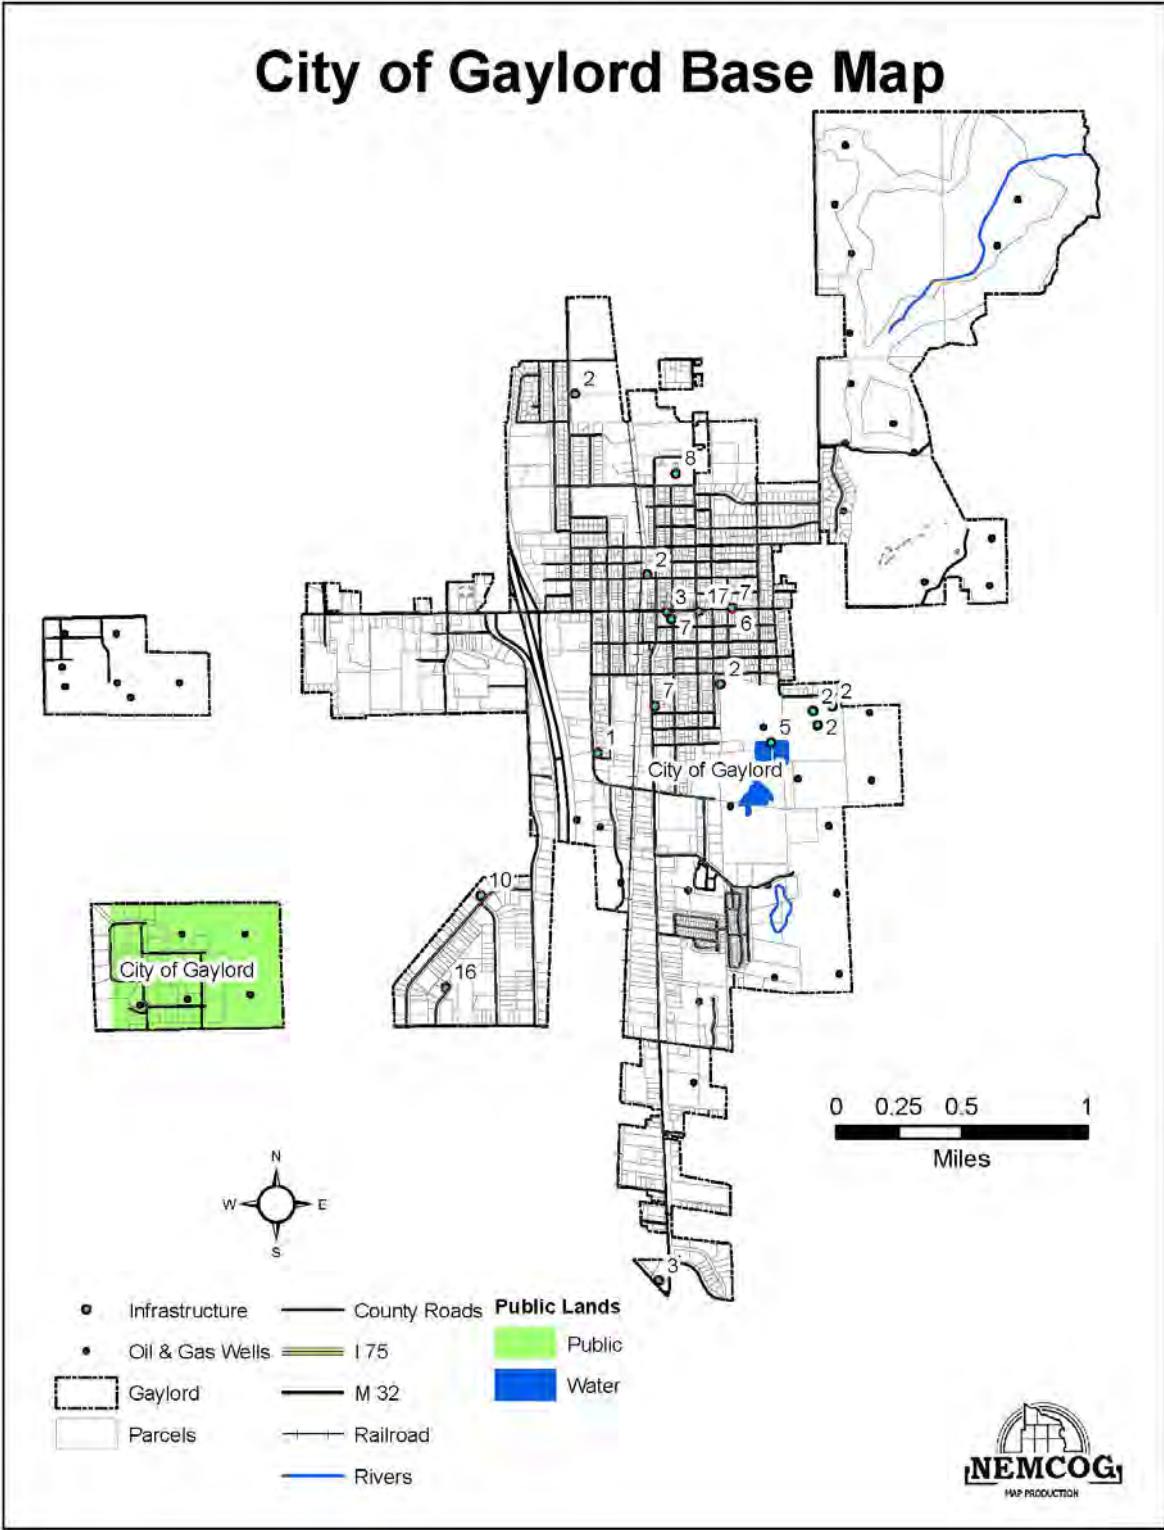 City of Gaylord Base Map
2
8
2
3
17
7
7
6
2
7
2
2
2
5
1
City of Gaylord
10
City of Gaylord
16
0 0.25 0.5 1
Miles
N
W E
S
3
Infrastructure
Oil & Gas Wells
Gaylord
Parcels
County Roads
I 75
M 32
Railroad
Rivers
Public Lands
Public
Water
NEMCOG
MAP PRODUCTION